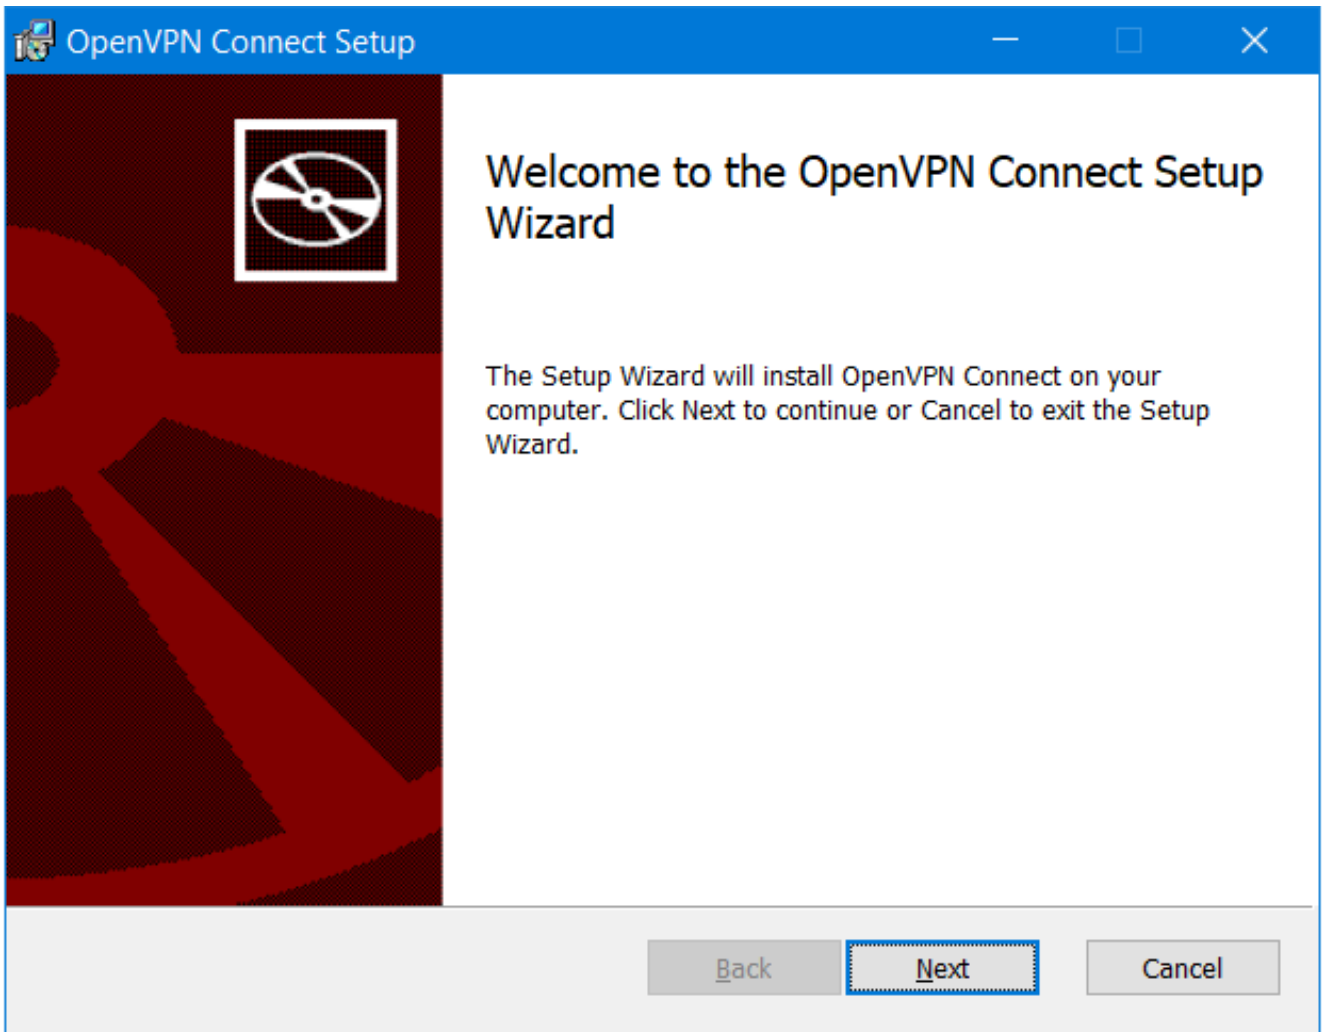 OpenVPN Connect Setup
Welcome to the OpenVPN Connect Setup
Wizard
The Setup Wizard will install OpenVPN Connect on your
computer. Click Next to continue or Cancel to exit the Setup
Wizard.
Back
Next
Cancel